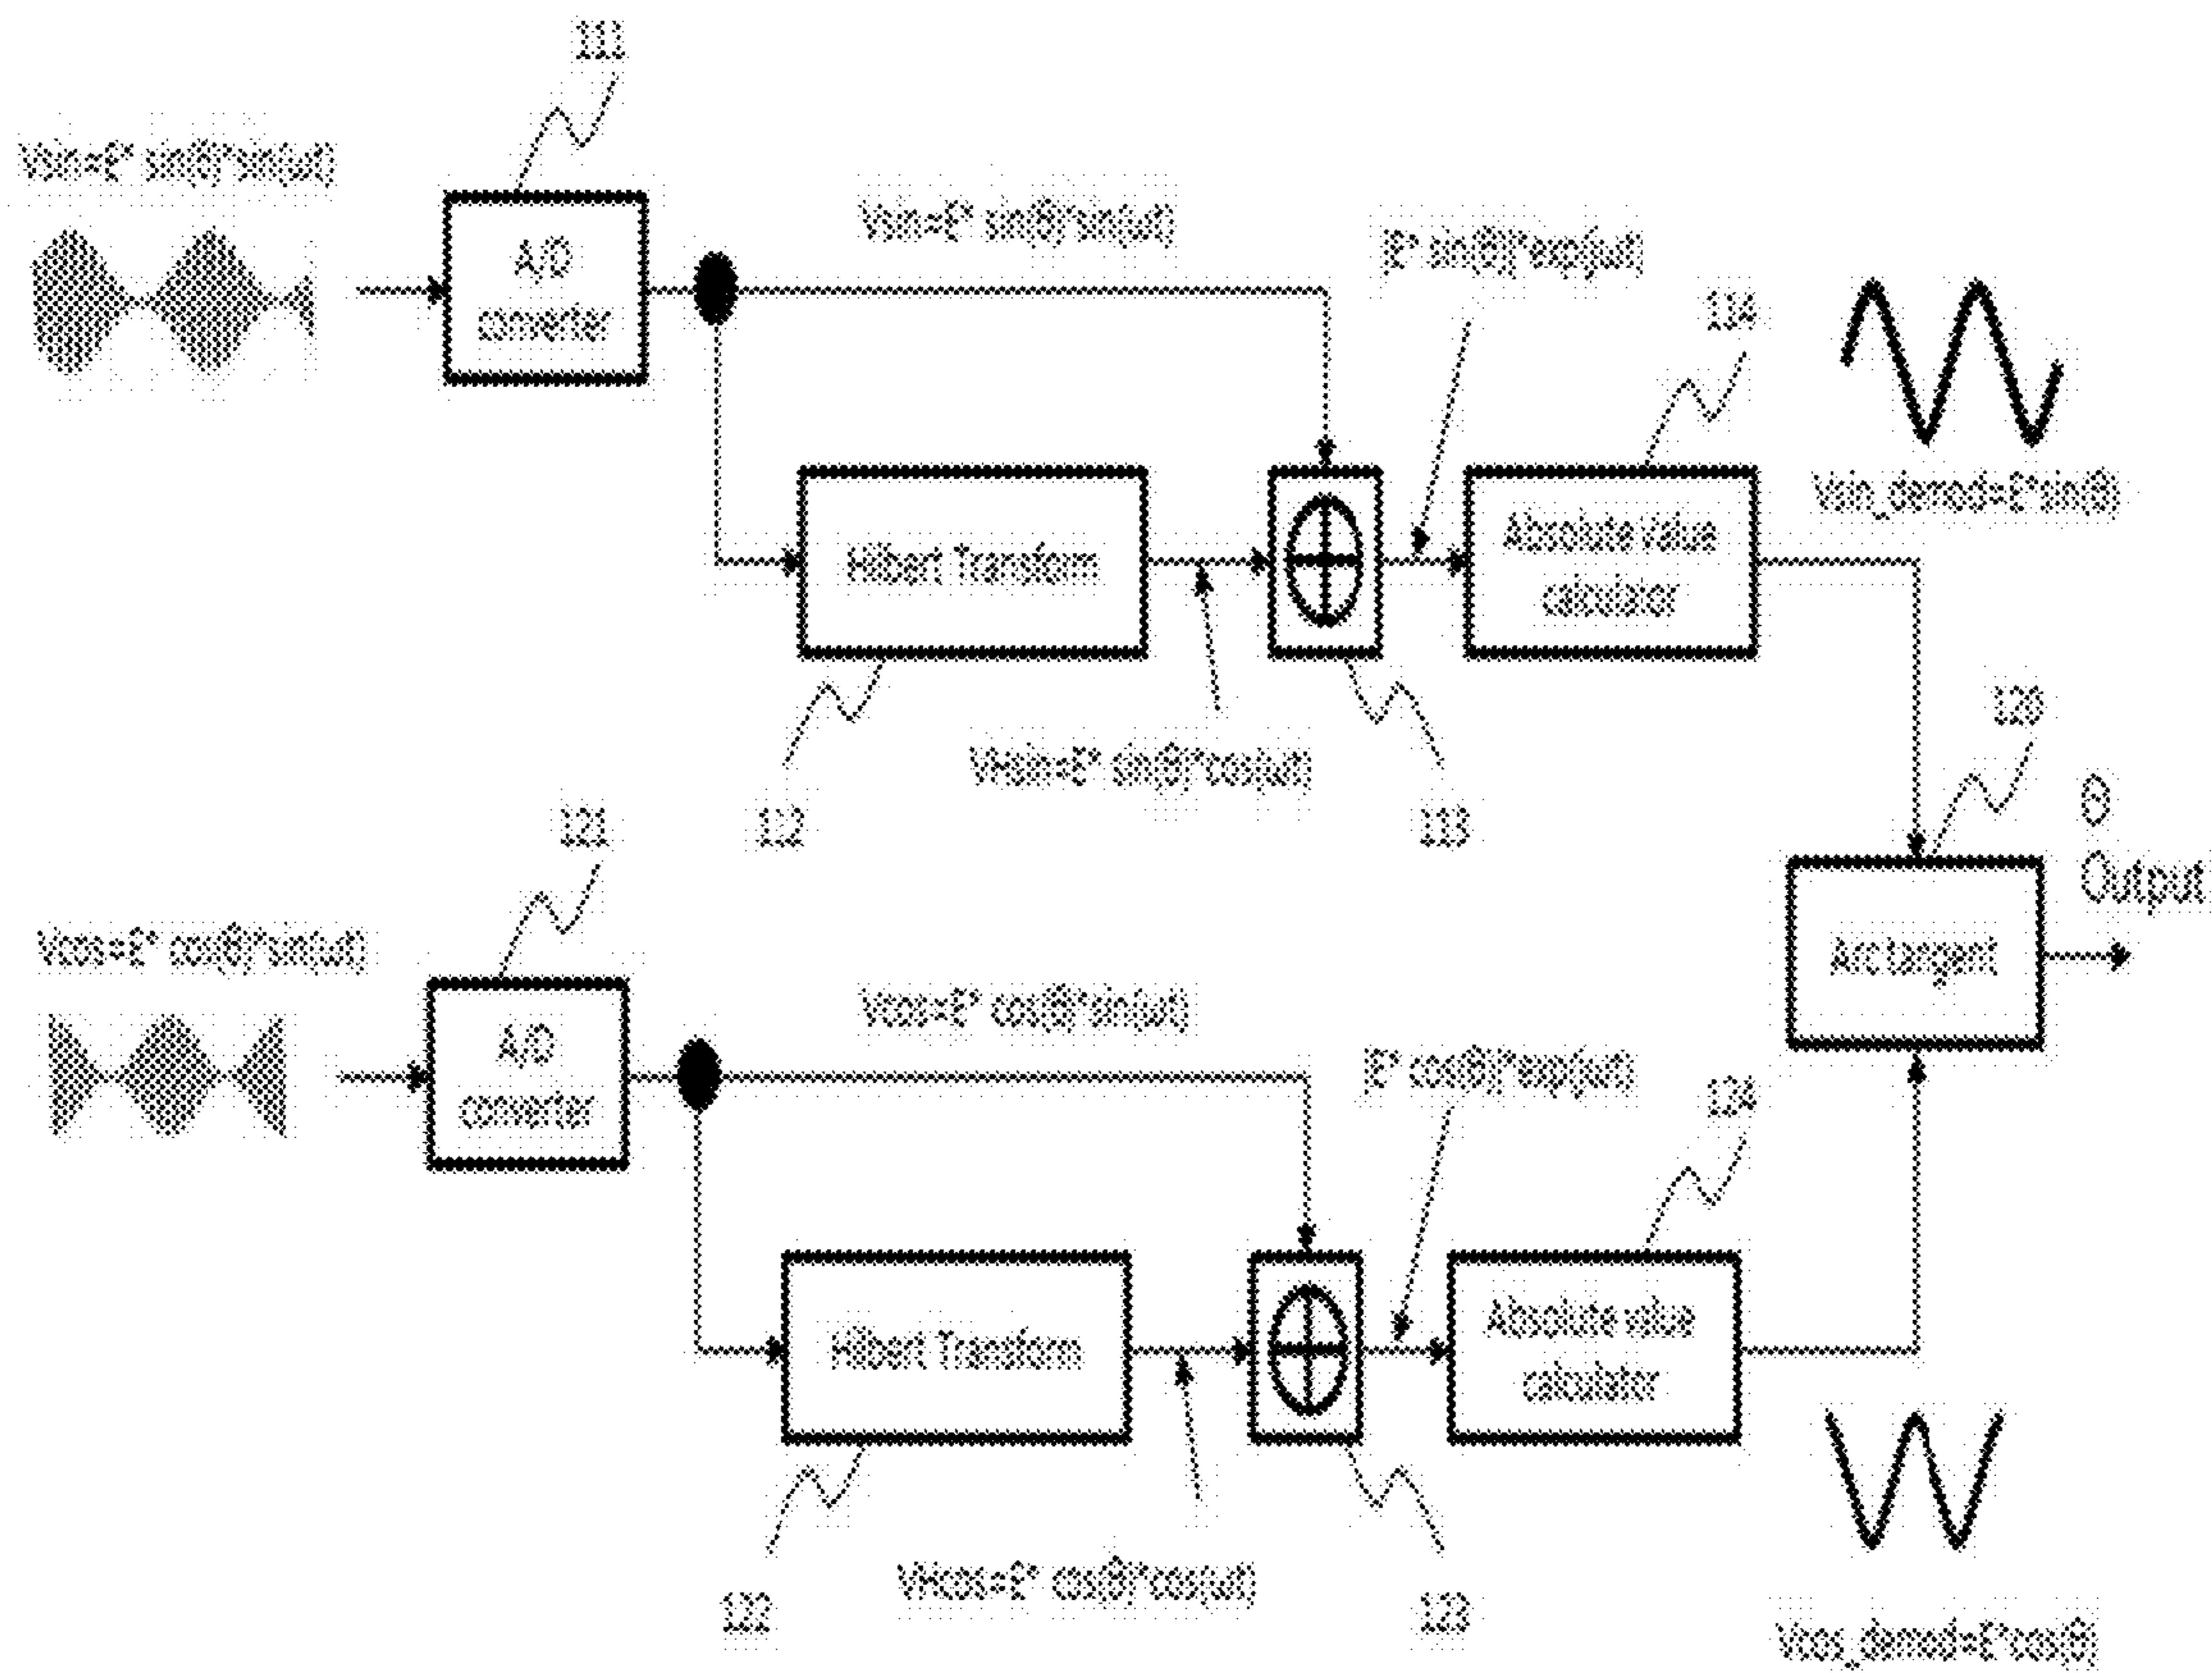 111
Vsin=E* sin(θ)*sin(ωt)
A/D
converter
Vsin=E* sin(θ)*sin(ωt)
E* sin(θ)*exp(ωt)
114
Hilbert Transform
Absolute value
calculator
Vsin_demod=E*sin(θ)
VHsin=E* sin(θ)*cos(ωt)
112
113
120
Θ
Output
121
Vcos=E* cos(θ)*sin(ωt)
A/D
converter
Vcos=E* cos(θ)*sin(ωt)
E* cos(θ)*exp(ωt)
124
Arc tangent
Hilbert Transform
Absolute value
calculator
VHcos=E* cos(θ)*cos(ωt)
122
123
Vcos_demod=E*cos(θ)